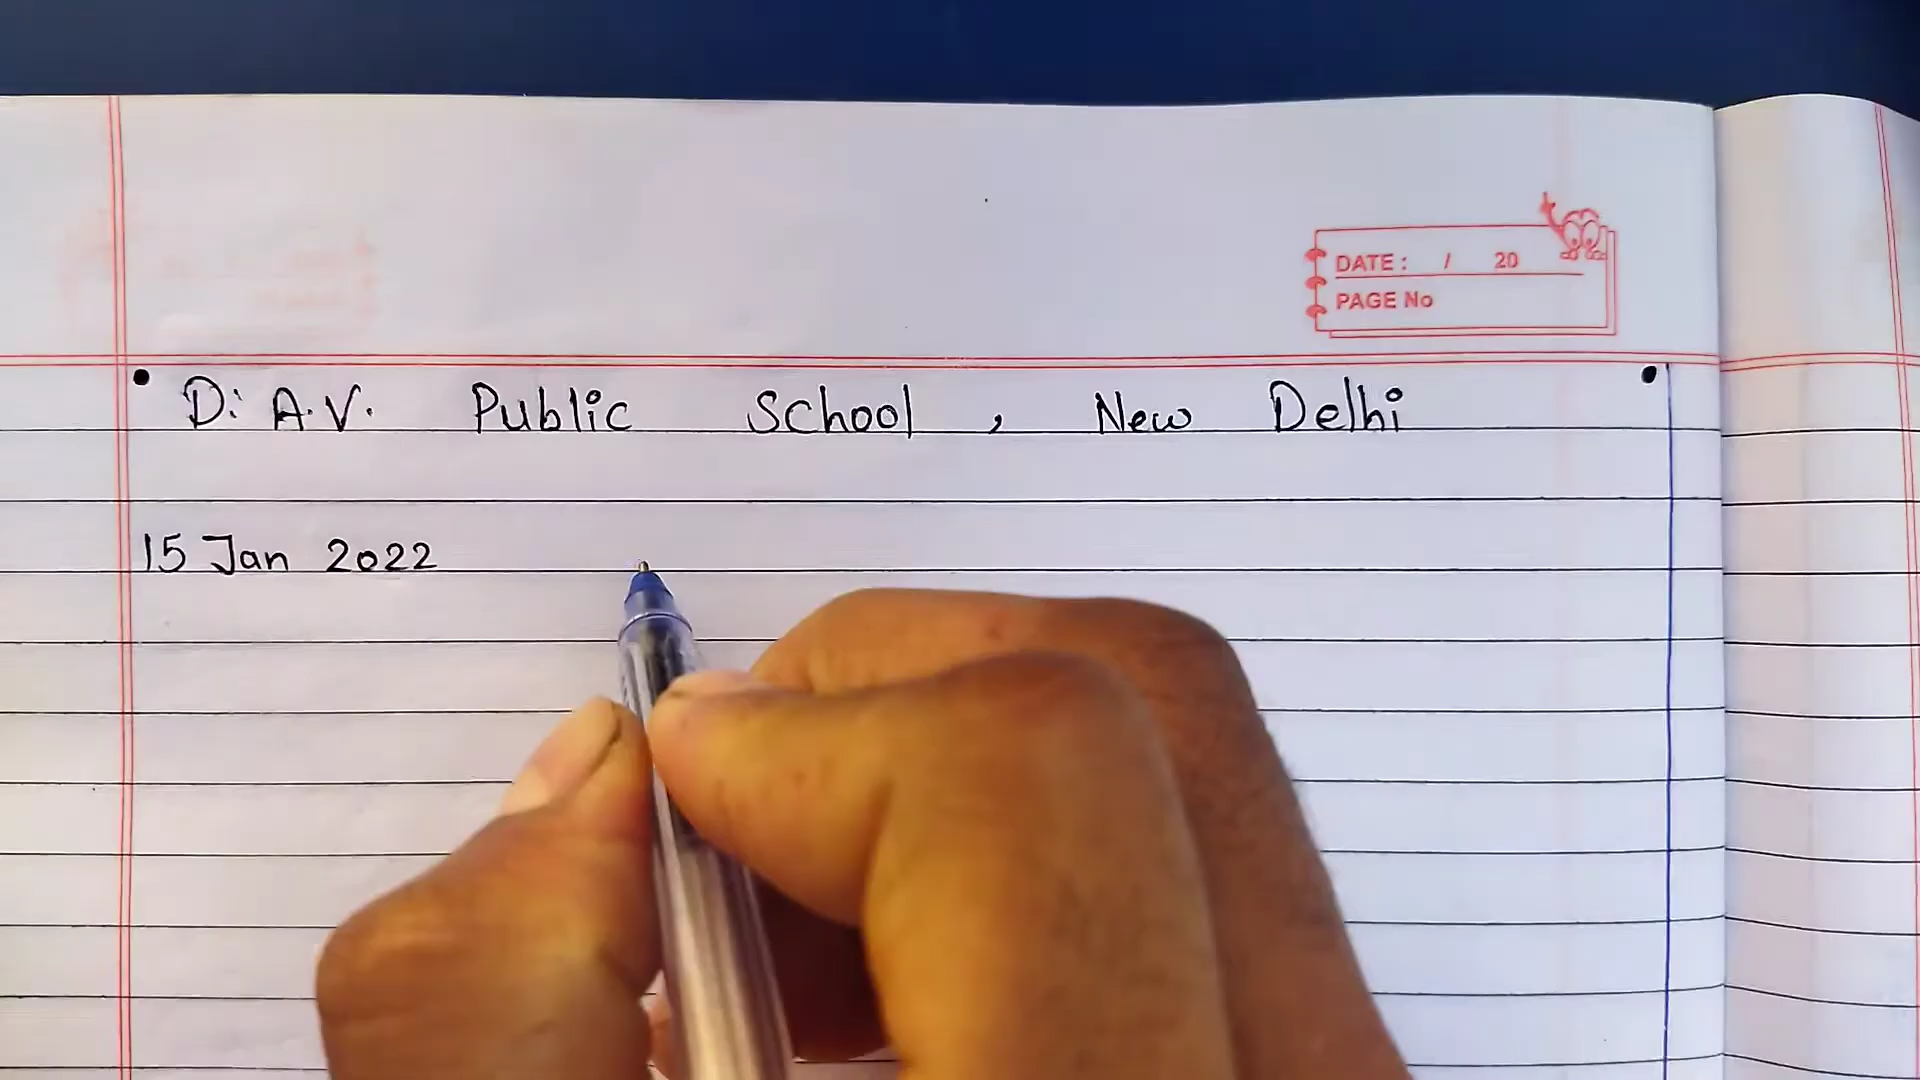 DATE : / 20
PAGE No
D. A.V. Public School , New Delhi
15 Jan 2022